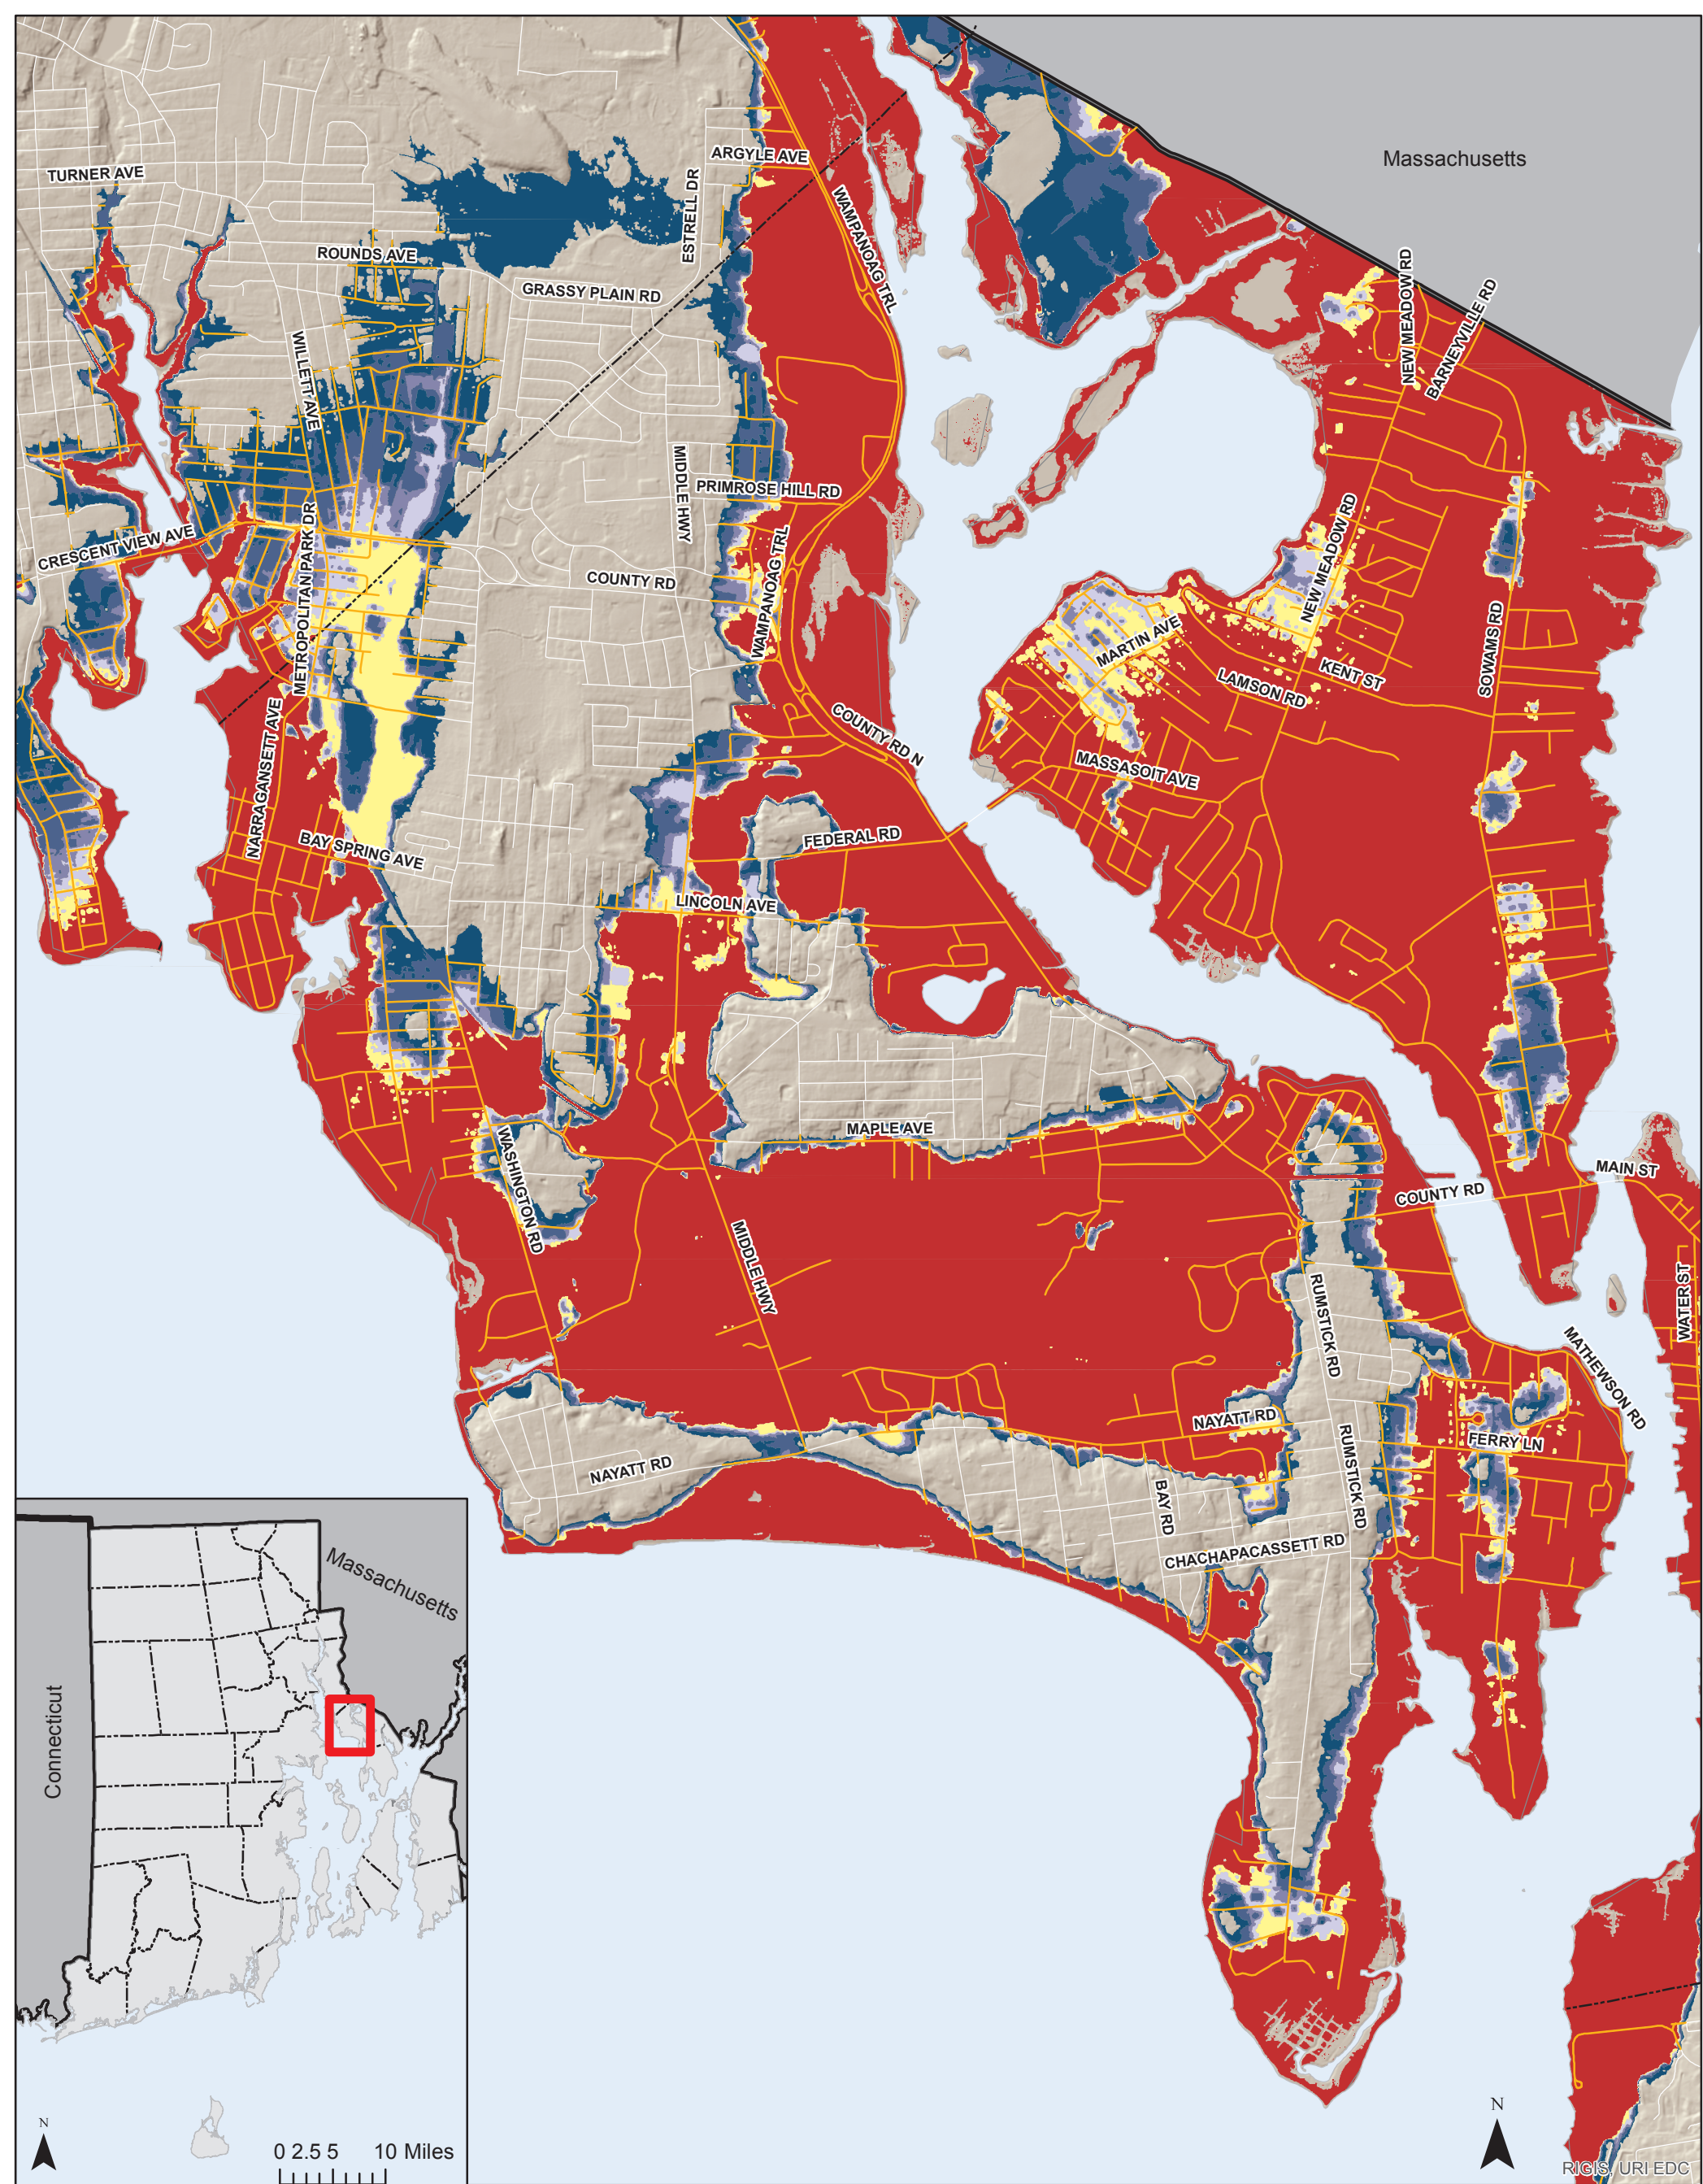 Massachusetts
TURNER AVE
ARGYLE AVE
ESTRELL DR
WAMPANOAG TRL
ROUNDS AVE
GRASSY PLAIN RD
NEW MEADOW RD
BARNEYVILLE RD
WILLETT AVE
MIDDLE HWY
PRIMROSE HILL RD
CRESCENT VIEW AVE
METROPOLITAN PARK DR
COUNTY RD
WAMPANOAG TRL
NEW MEADOW RD
MARTIN AVE
KENT ST
LAMSON RD
SOWAMS RD
NARRAGANSETT AVE
COUNTY RD N
MASSASOIT AVE
BAY SPRING AVE
FEDERAL RD
LINCOLN AVE
MAPLE AVE
WASHINGTON RD
MAIN ST
COUNTY RD
MIDDLE HWY
RUMSTICK RD
WATER ST
MATHEWSON RD
NAYATT RD
FERRY LN
NAYATT RD
RUMSTICK RD
BAY RD
CHACHAPACASSETT RD
Massachusetts
Connecticut
N
0 2.5 5 10 Miles
N
RIGIS, URI EDC